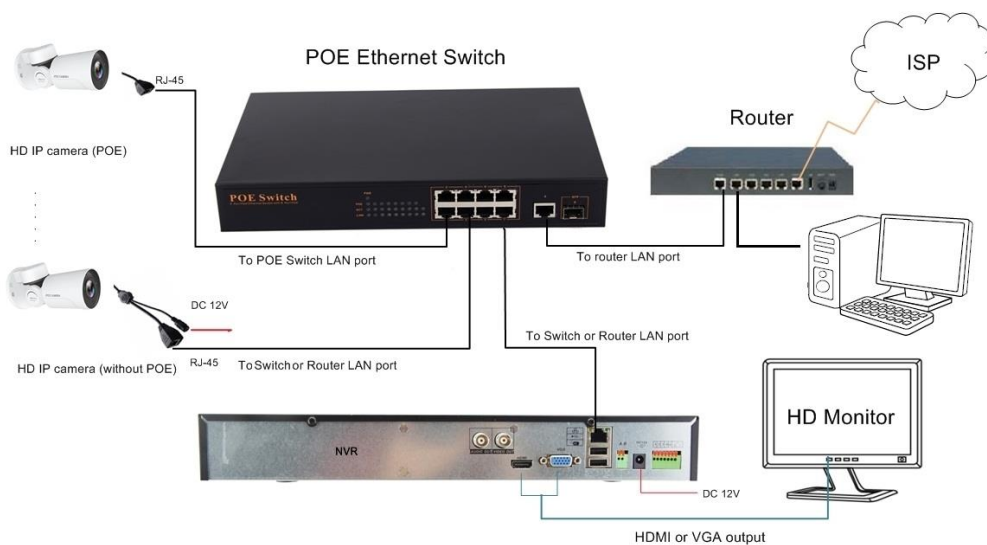 POE Ethernet Switch
ISP
Router
RJ-45
HD IP camera (POE)
POE Switch
To POE Switch LAN port
To router LAN port
DC 12V
RJ-45
HD IP camera (without POE)
To Switch or Router LAN port
To Switch or Router LAN port
NVR
HD Monitor
DC 12V
HDMI or VGA output